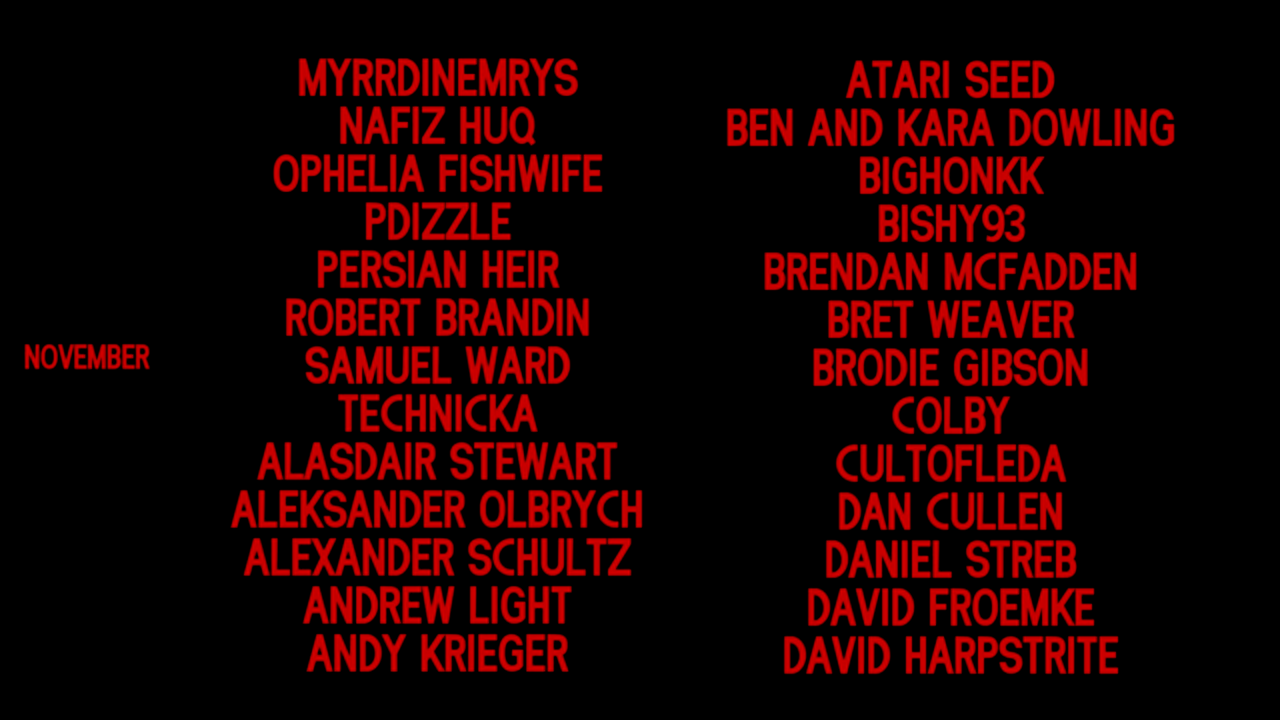 NOVEMBER
MYRRDINEMRYS
NAFIZ HUQ
OPHELIA FISHWIFE
PDIZZLE
PERSIAN HEIR
ROBERT BRANDIN
SAMUEL WARD
TECHNICKA
ALASDAIR STEWART
ALEKSANDER OLBRYCH
ALEXANDER SCHULTZ
ANDREW LIGHT
ANDY KRIEGER
ATARI SEED
BEN AND KARA DOWLING
BIGHONKK
BISHY93
BRENDAN MCFADDEN
BRET WEAVER
BRODIE GIBSON
COLBY
CULTOFLEDA
DAN CULLEN
DANIEL STREB
DAVID FROEMKE
DAVID HARPSTRITE